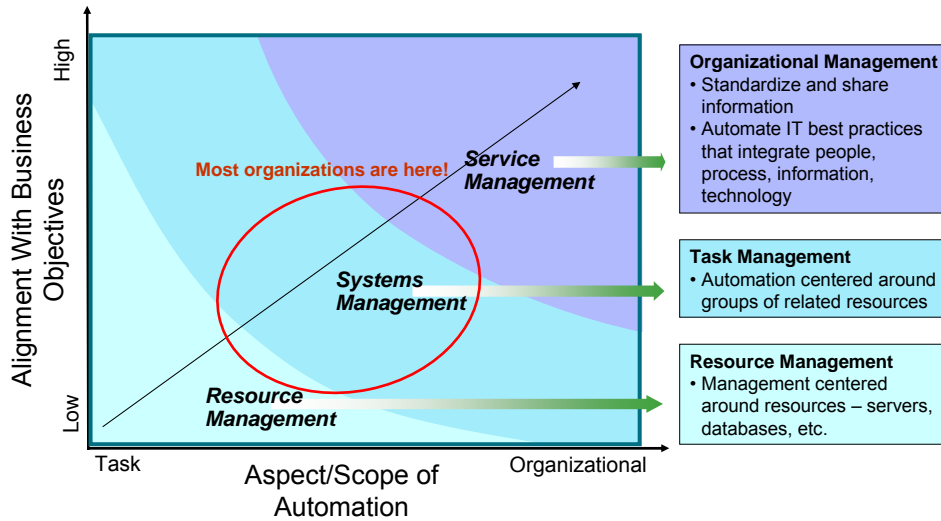 High
Alignment With Business
Objectives
Low
Most organizations are here!
Service
Management
Systems
Management
Resource
Management
Task
Organizational
Aspect/Scope of
Automation
Organizational Management
• Standardize and share
information
• Automate IT best practices
that integrate people,
process, information,
technology
Task Management
• Automation centered around
groups of related resources
Resource Management
• Management centered
around resources – servers,
databases, etc.